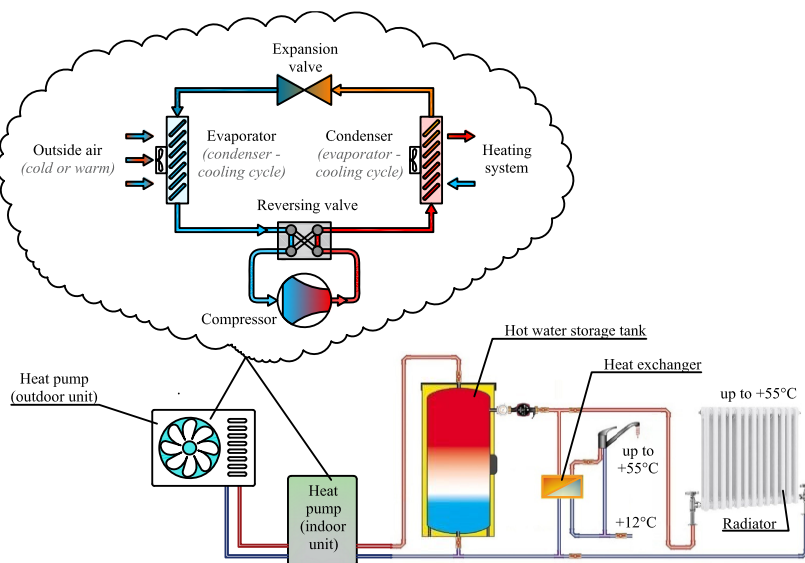 Expansion
valve
Outside air
(cold or warm)
Evaporator
(condenser -
cooling cycle)
Condenser
(evaporator -
cooling cycle)
Heating
system
Reversing valve
Compressor
Hot water storage tank
Heat exchanger
Heat pump
(outdoor unit)
up to +55°C
up to
+55°C
Heat
pump
(indoor
unit)
+12°C
Radiator